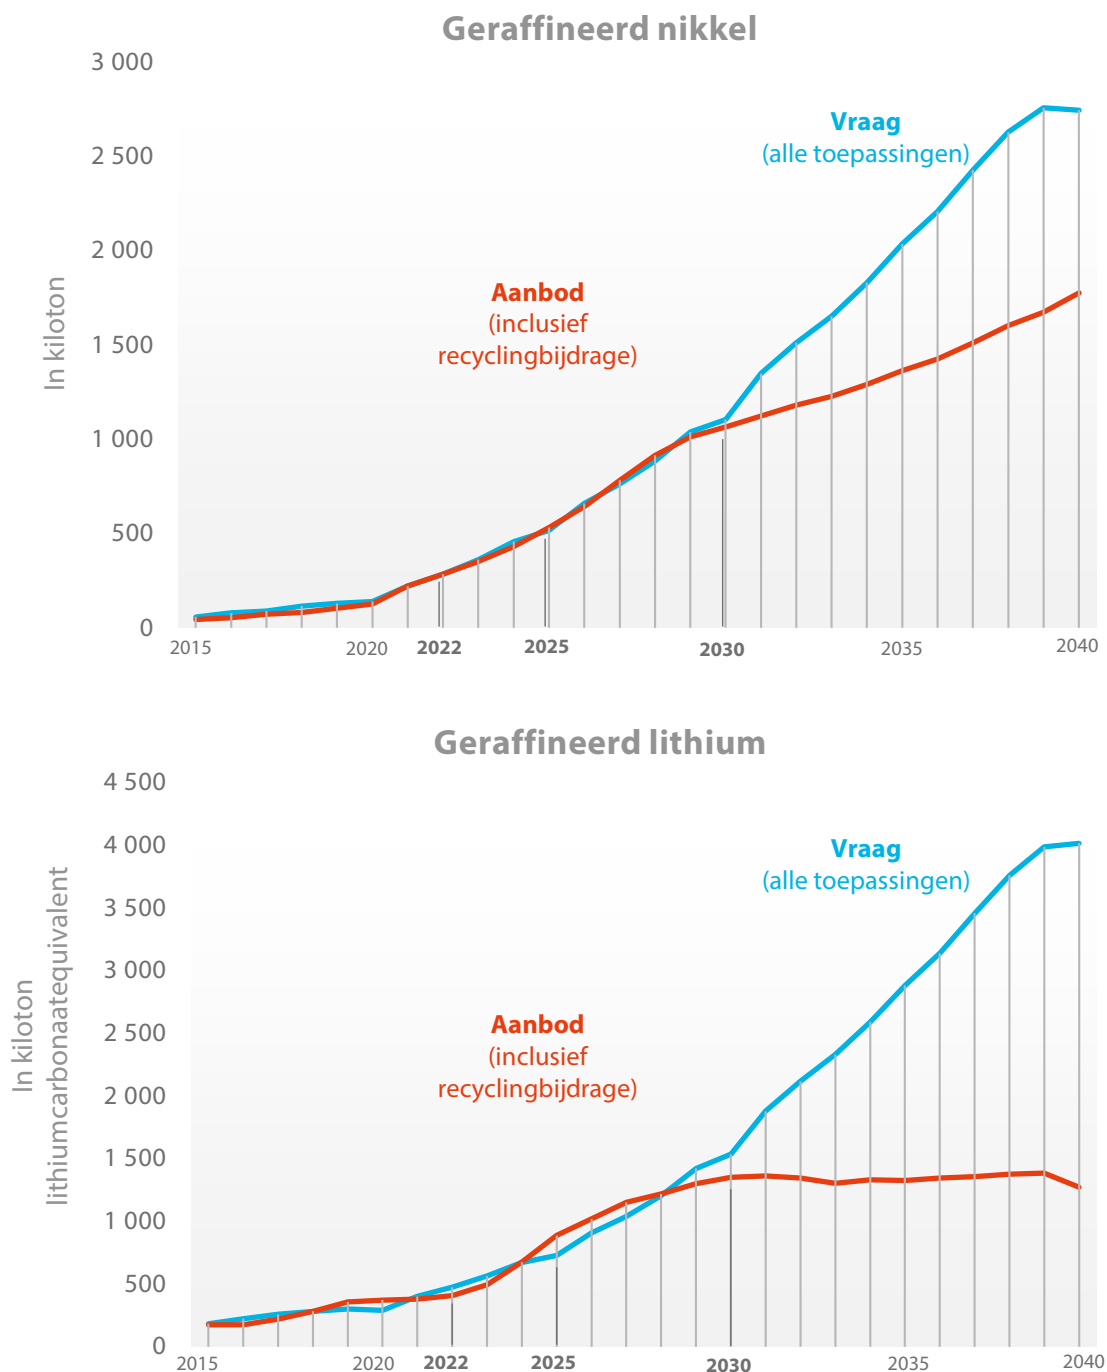 Geraffineerd nikkel
3 000
2 500
2 000
1 500
1 000
500
0
In kiloton
Vraag
(alle toepassingen)
Aanbod
(inclusief
recyclingbijdrage)
2015
2020
2022
2025
2030
2035
2040
Geraffineerd lithium
4 500
4 000
3 500
3 000
2 500
2 000
1 500
1 000
500
0
In kiloton
lithiumcarbonaatequivalent
Vraag
(alle toepassingen)
Aanbod
(inclusief
recyclingbijdrage)
2015
2020
2022
2025
2030
2035
2040